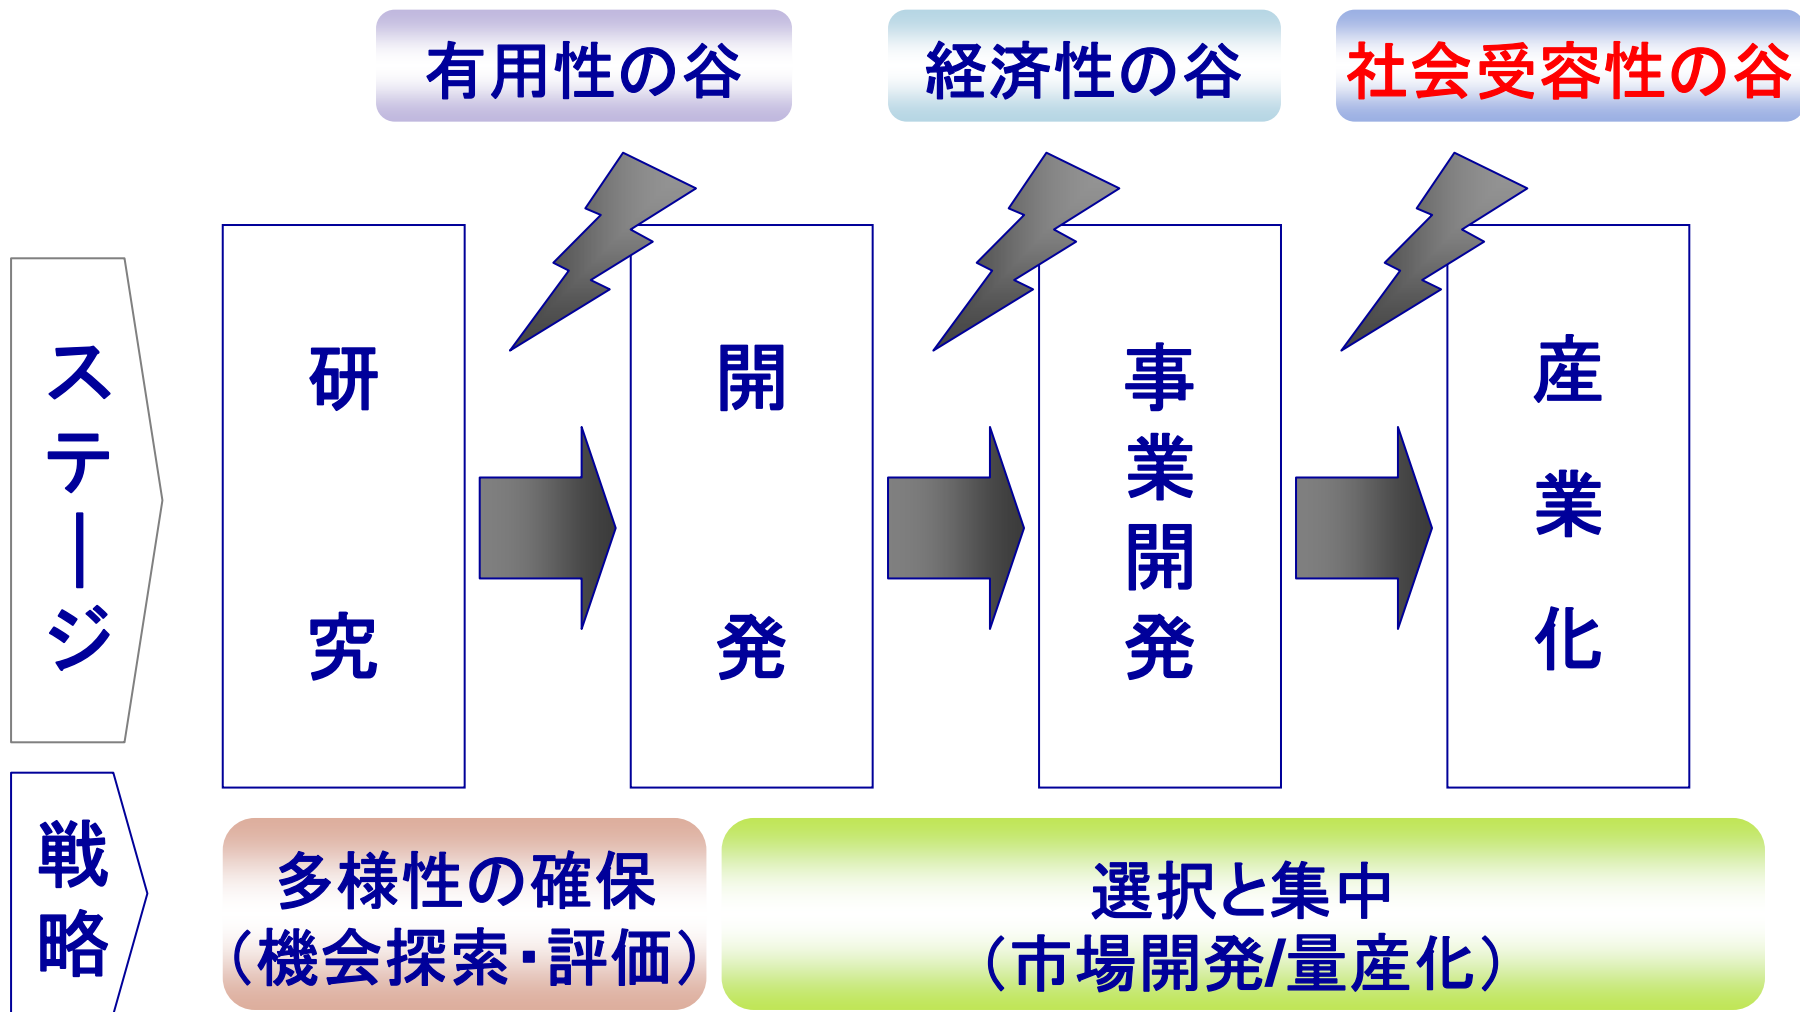 有用性の谷
経済性の谷
社会受容性の谷
ステージ
研究
開発
事業開発
産業化
戦略
多様性の確保
（機会探索・評価）
選択と集中
（市場開発/量産化）